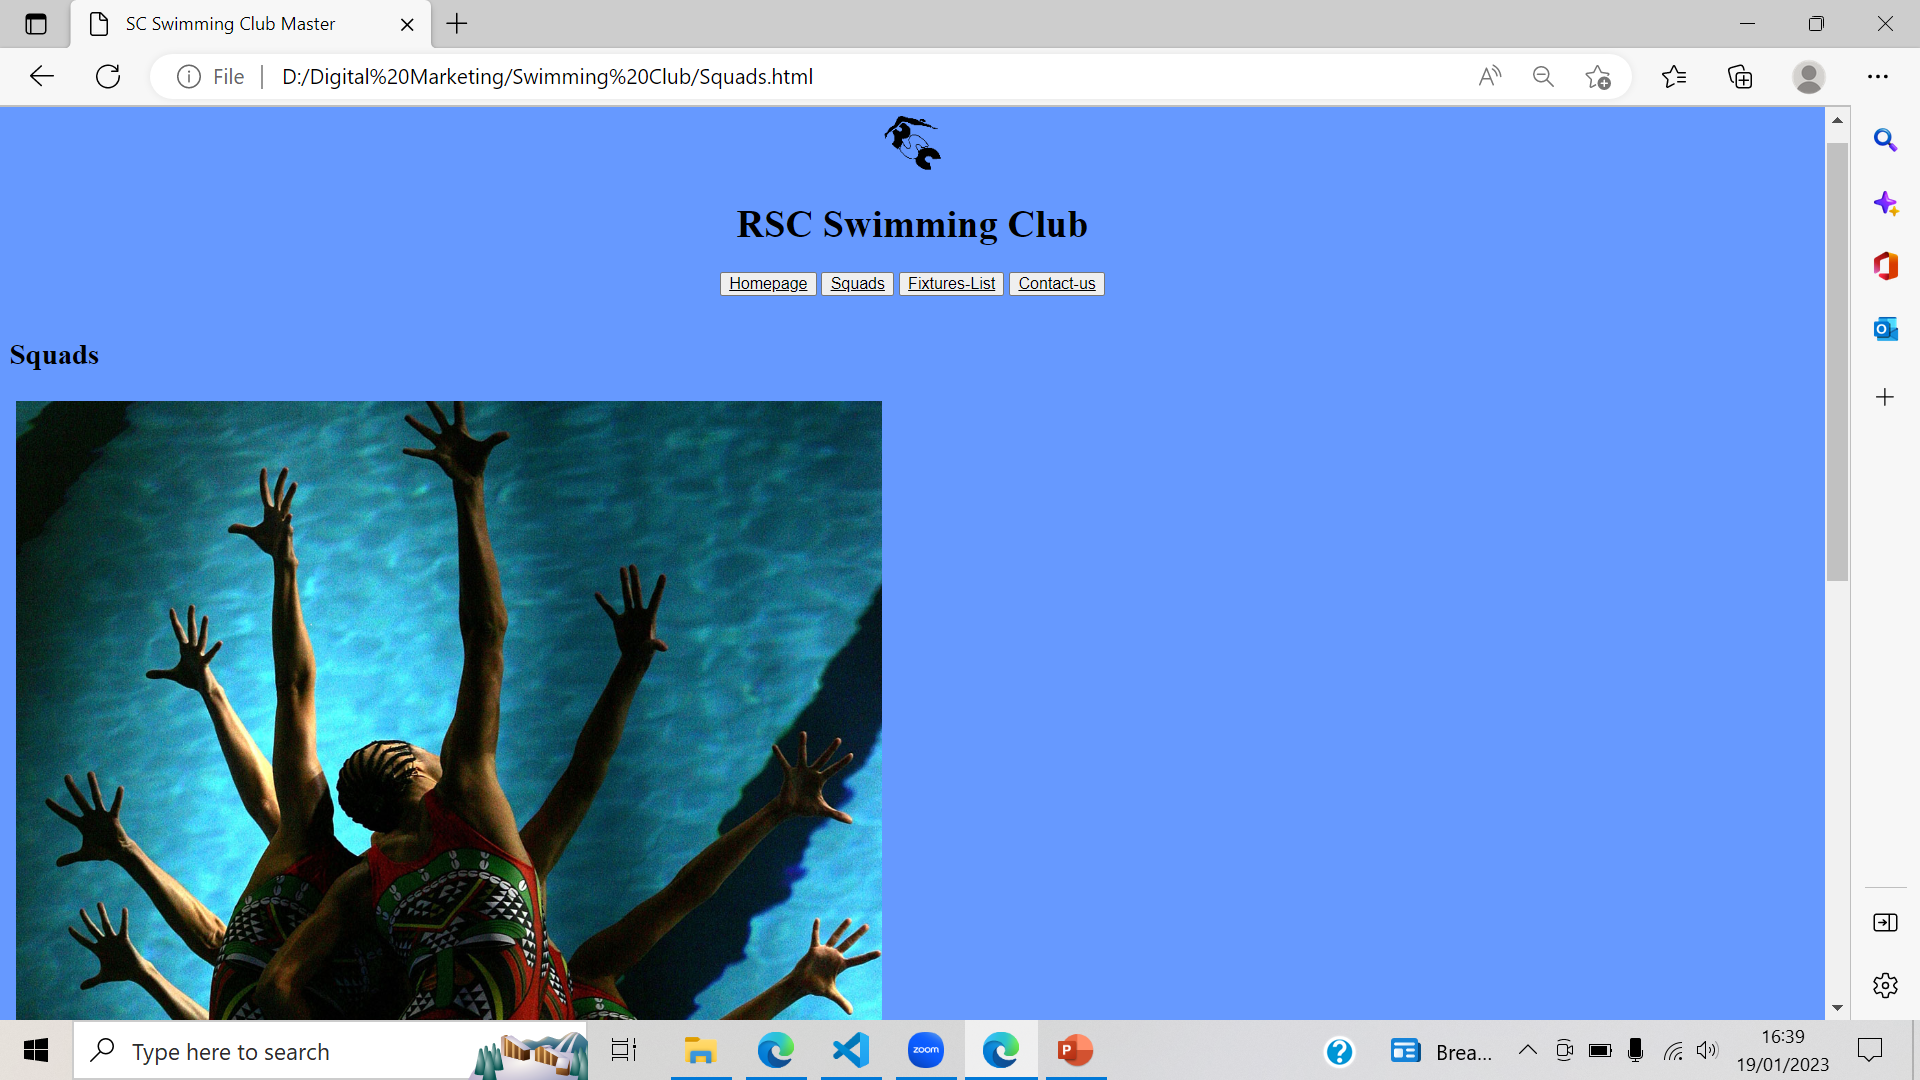 SC Swimming Club Master
File
D:/Digital%20Marketing/Swimming%20Club/Squads.html
RSC Swimming Club
Homepage Squads Fixtures-List Contact-us
Squads
Type here to search
zoom
Brea...
16:39
19/01/2023